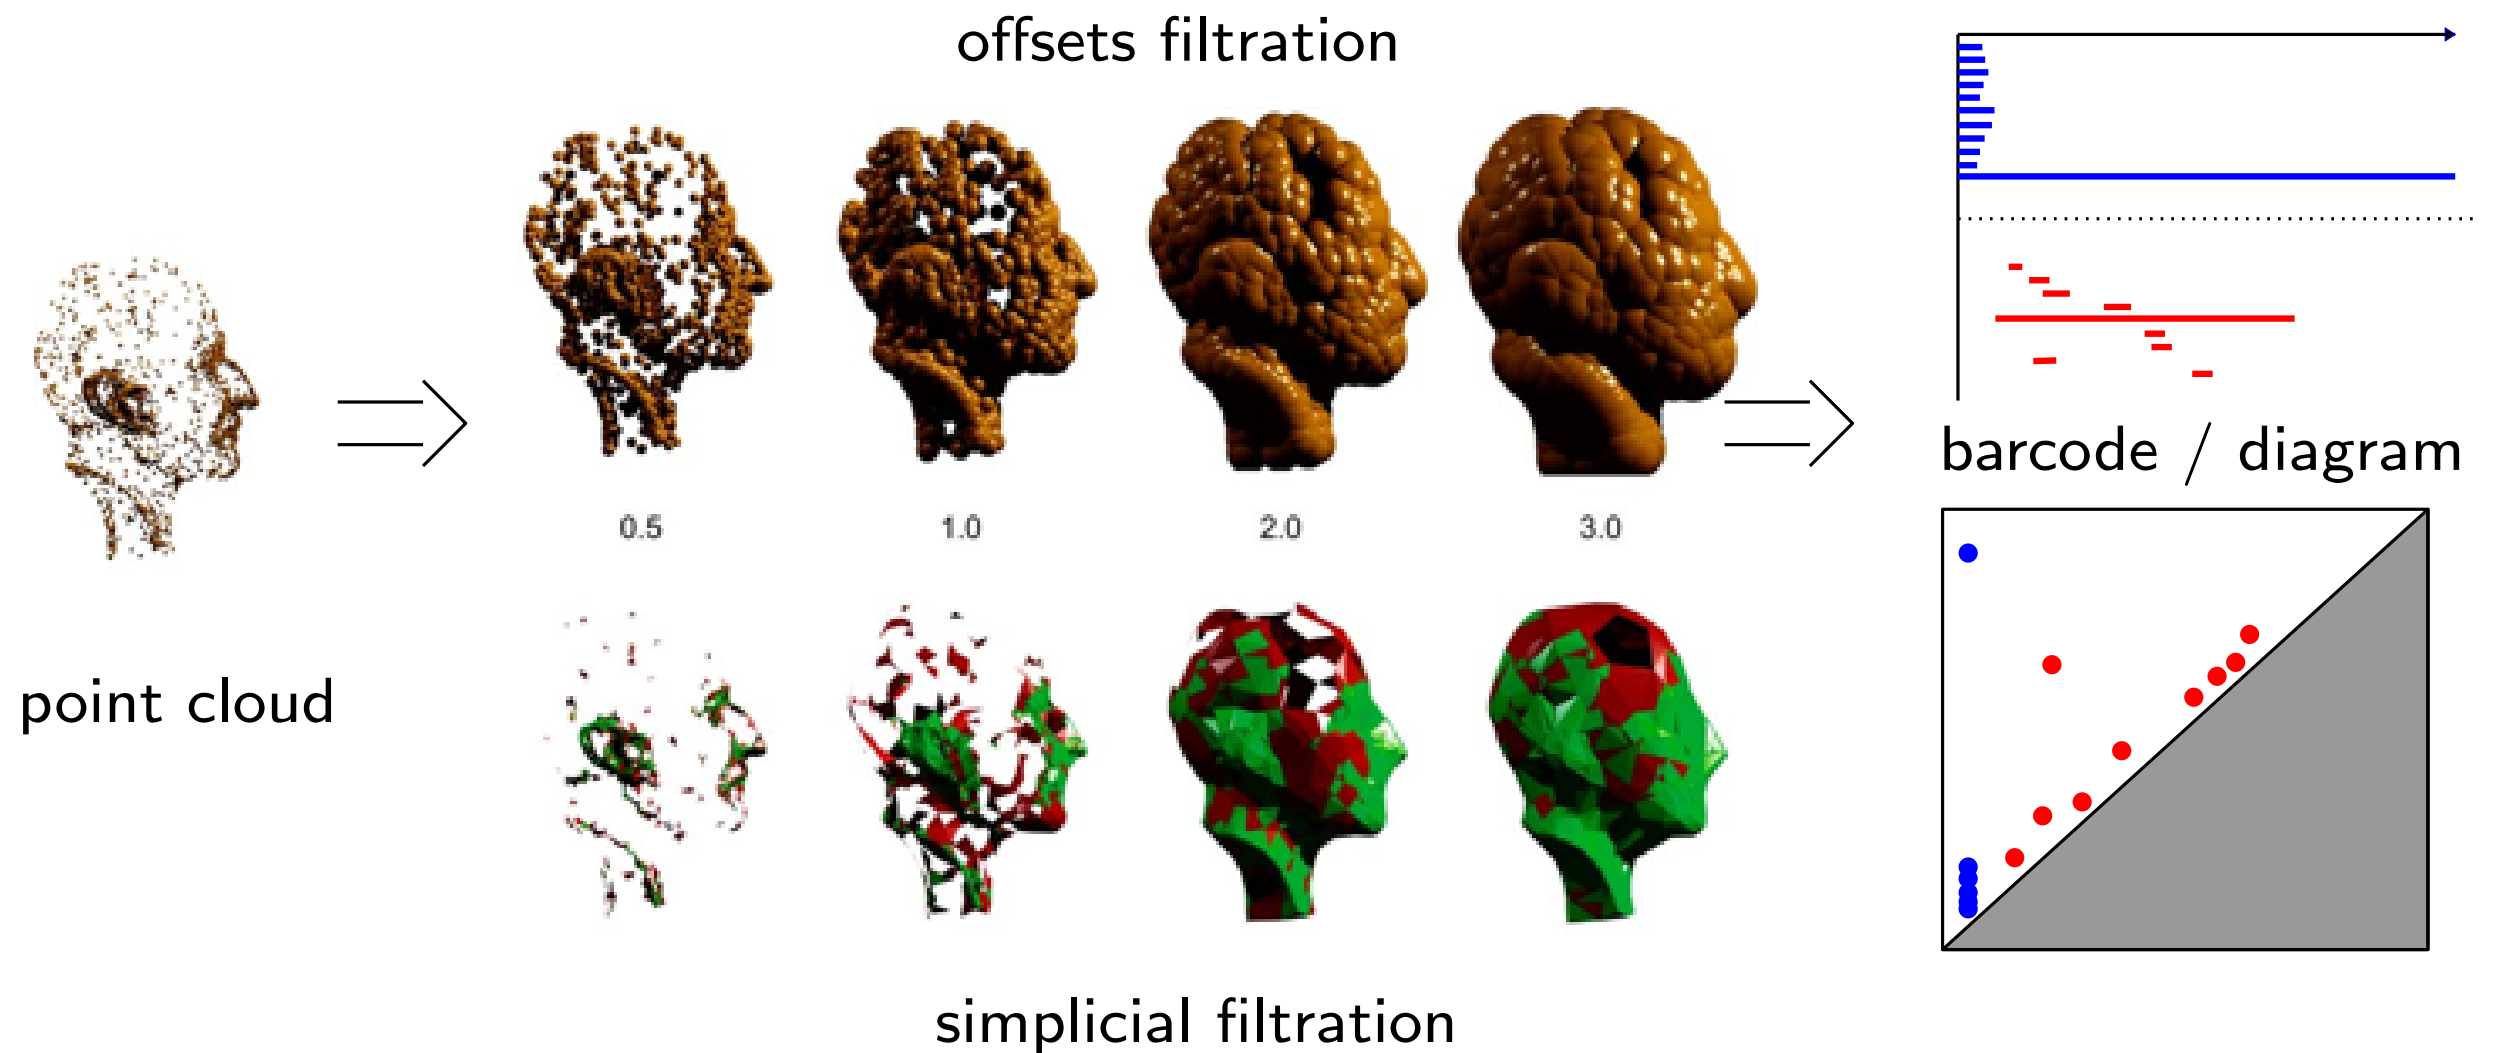 offsets filtration
barcode / diagram
0.5
1.0
2.0
3.0
point cloud
simplicial filtration